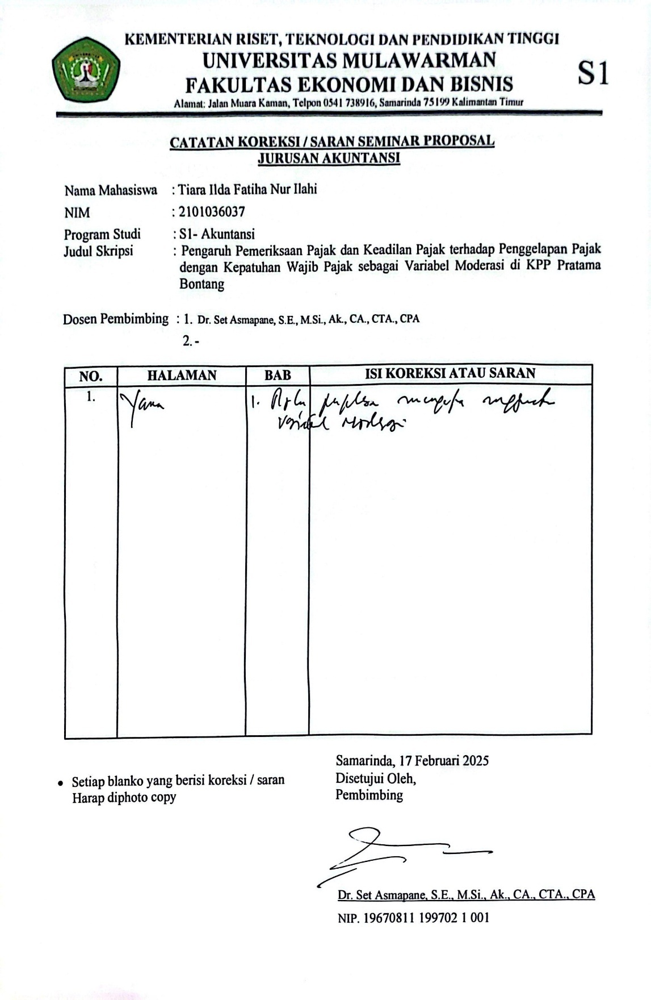 KEMENTERIAN RISET, TEKNOLOGI DAN PENDIDIKAN TINGGI
UNIVERSITAS MULAWARMAN
FAKULTAS EKONOMI DAN BISNIS
S1
Alamat: Jalan Muara Kaman, Telpon 0541 738916, Samarinda 75199 Kalimantan Timur
CATATAN KOREKSI / SARAN SEMINAR PROPOSAL
JURUSAN AKUNTANSI
Nama Mahasiswa : Tiara Ilda Fatiha Nur Ilahi
NIM : 2101036037
Program Studi : S1- Akuntansi
Judul Skripsi : Pengaruh Pemeriksaan Pajak dan Keadilan Pajak terhadap Penggelapan Pajak
dengan Kepatuhan Wajib Pajak sebagai Variabel Moderasi di KPP Pratama
Bontang
Dosen Pembimbing : 1. Dr. Set Asmapane, S.E., M.Si., Ak., CA., CTA., CPA
2. -
NO. HALAMAN BAB ISI KOREKSI ATAU SARAN
1. 1. mengapa
Variabel Moderasi
Samarinda, 17 Februari 2025
• Setiap blanko yang berisi koreksi / saran
Harap diphoto copy
Disetujui Oleh,
Pembimbing
Dr. Set Asmapane, S.E., M.Si., Ak., CA., CTA., CPA
NIP. 19670811 199702 1 001